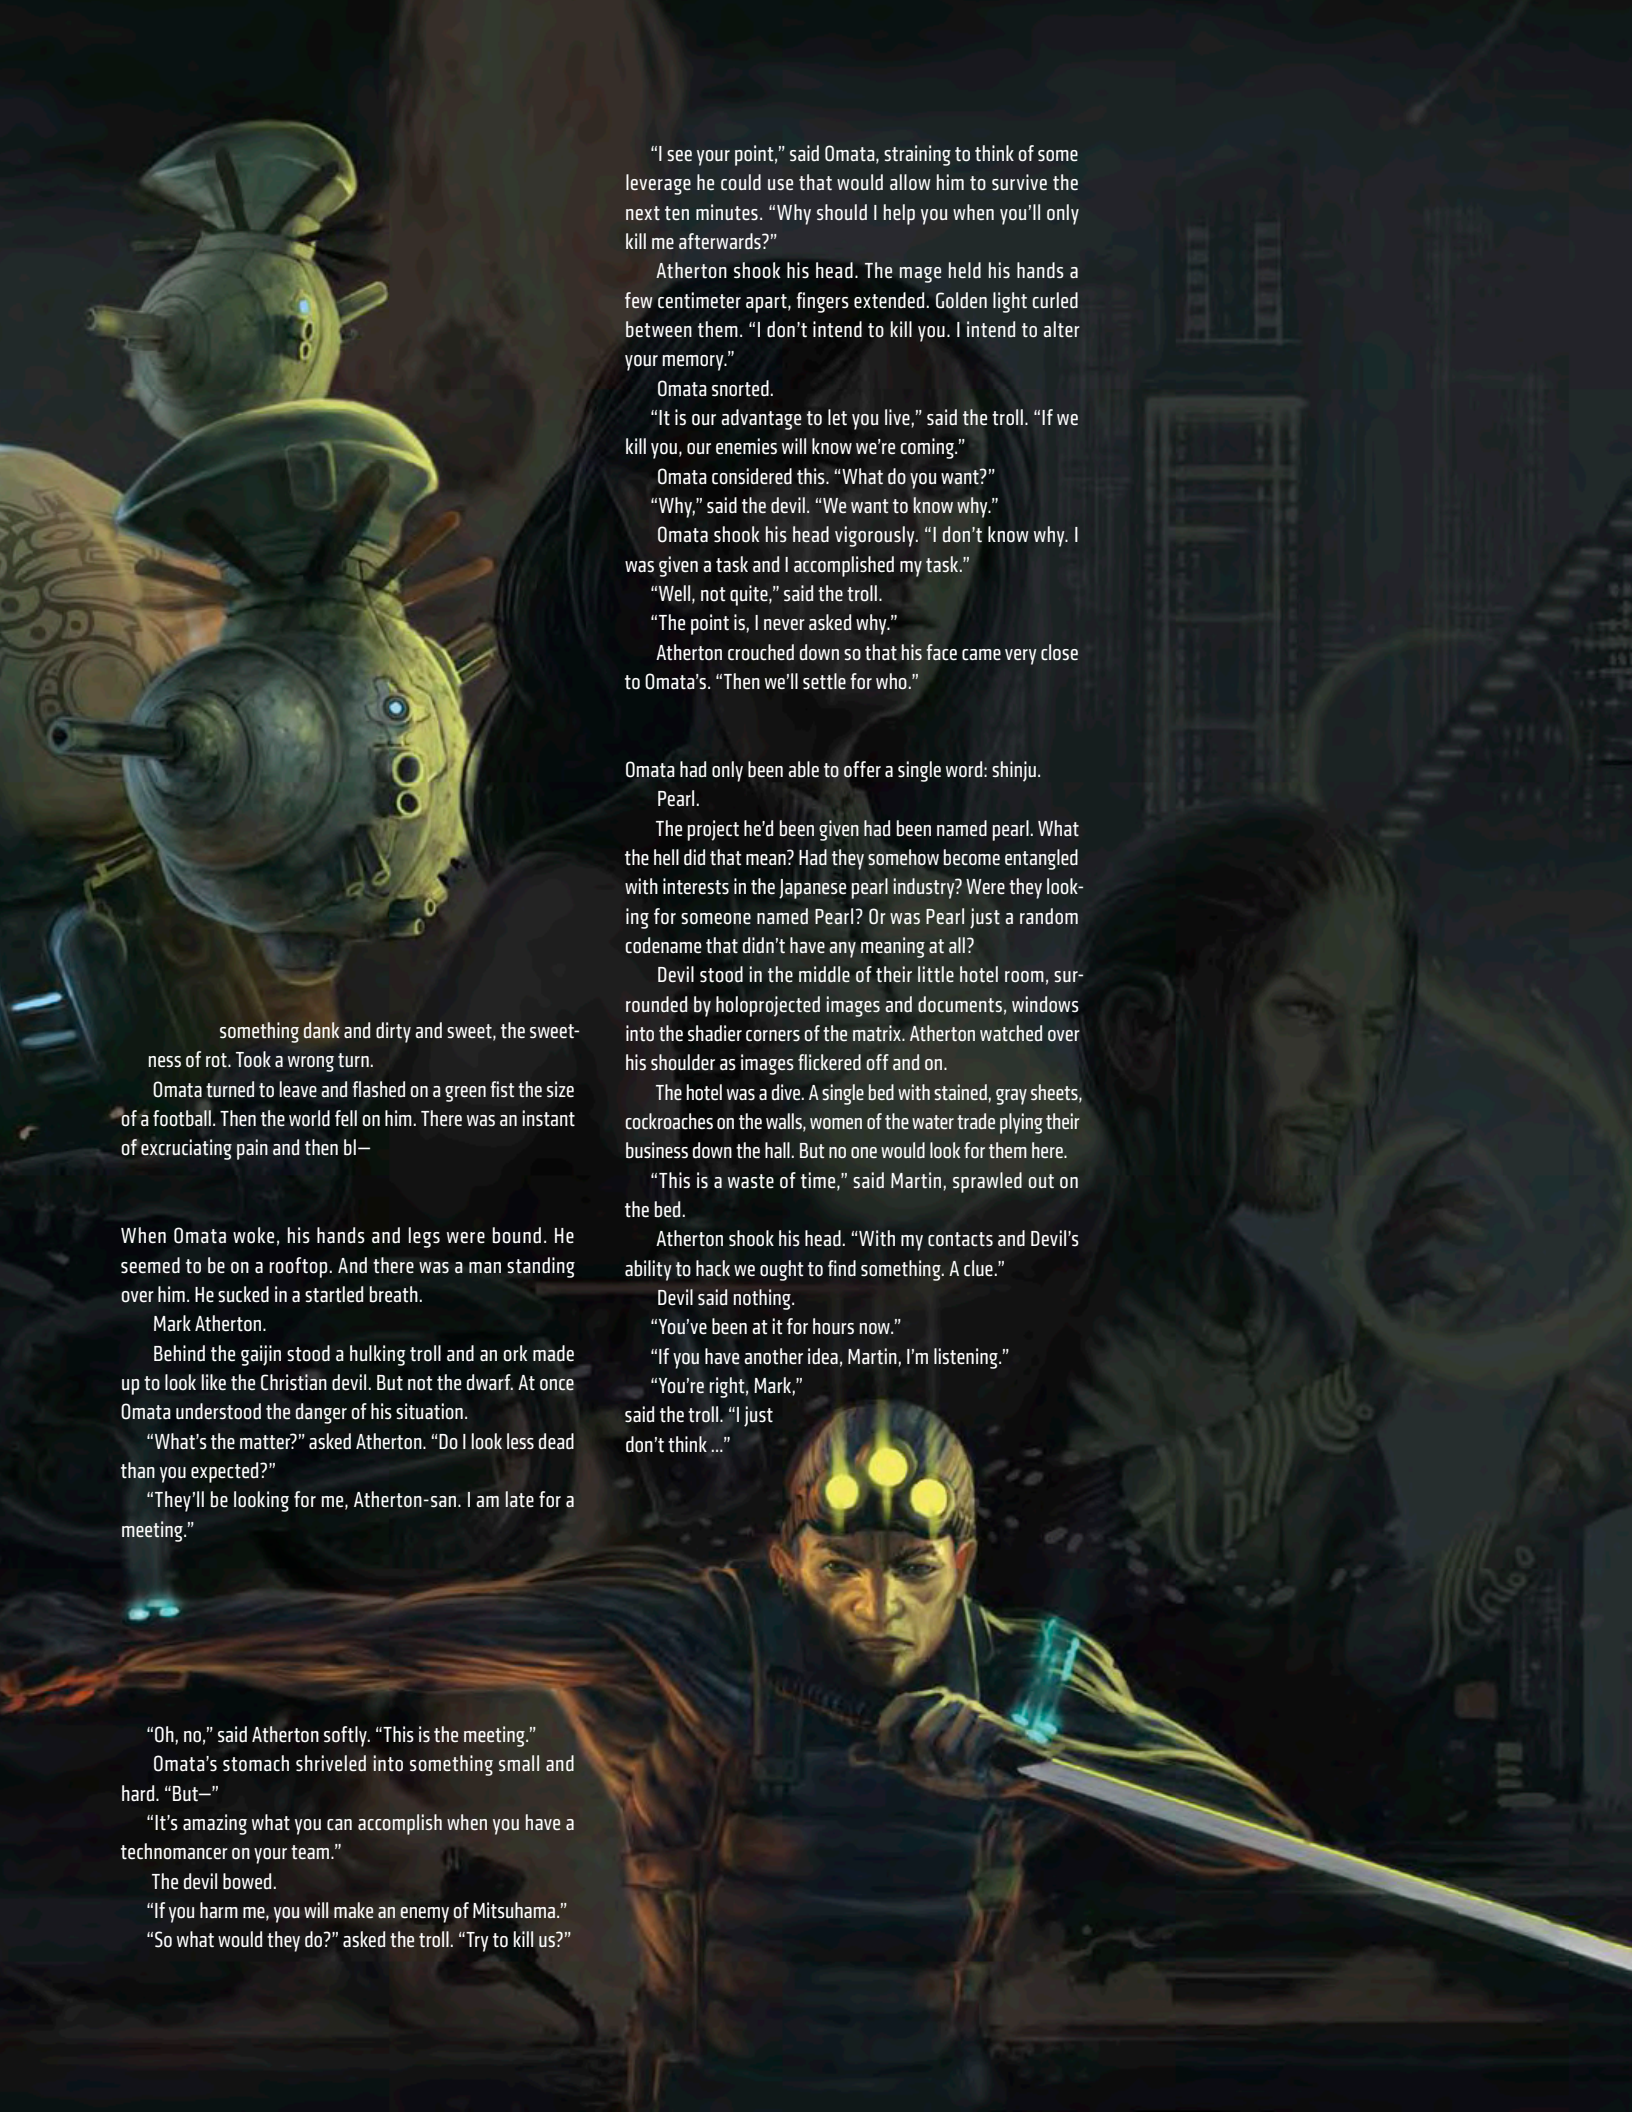 something dank and dirty and sweet, the sweet-
ness of rot. Took a wrong turn.
Omata turned to leave and flashed on a green fist the size
of a football. Then the world fell on him. There was an instant
of excruciating pain and then bl—
When Omata woke, his hands and legs were bound. He
seemed to be on a rooftop. And there was a man standing
over him. He sucked in a startled breath.
Mark Atherton.
Behind the gaijin stood a hulking troll and an ork made
up to look like the Christian devil. But not the dwarf. At once
Omata understood the danger of his situation.
“What’s the matter?” asked Atherton. “Do I look less dead
than you expected?”
“They’ll be looking for me, Atherton-san. I am late for a
meeting.”
“Oh, no,” said Atherton softly. “This is the meeting.”
Omata’s stomach shriveled into something small and
hard. “But—”
“It’s amazing what you can accomplish when you have a
technomancer on your team.”
The devil bowed.
“If you harm me, you will make an enemy of Mitsuhama.”
“So what would they do?” asked the troll. “Try to kill us?”
“I see your point,” said Omata, straining to think of some
leverage he could use that would allow him to survive the
next ten minutes. “Why should I help you when you’ll only
kill me afterwards?”
Atherton shook his head. The mage held his hands a
few centimeter apart, fingers extended. Golden light curled
between them. “I don’t intend to kill you. I intend to alter
your memory.”
Omata snorted.
“It is our advantage to let you live,” said the troll. “If we
kill you, our enemies will know we’re coming.”
Omata considered this. “What do you want?”
“Why,” said the devil. “We want to know why.”
Omata shook his head vigorously. “I don’t know why. I
was given a task and I accomplished my task.”
“Well, not quite,” said the troll.
“The point is, I never asked why.”
Atherton crouched down so that his face came very close
to Omata’s. “Then we’ll settle for who.”
Omata had only been able to offer a single word: shinju.
Pearl.
The project he’d been given had been named pearl. What
the hell did that mean? Had they somehow become entangled
with interests in the Japanese pearl industry? Were they look-
ing for someone named Pearl? Or was Pearl just a random
codename that didn’t have any meaning at all?
Devil stood in the middle of their little hotel room, sur-
rounded by holoprojected images and documents, windows
into the shadier corners of the matrix. Atherton watched over
his shoulder as images flickered off and on.
The hotel was a dive. A single bed with stained, gray sheets,
cockroaches on the walls, women of the water trade plying their
business down the hall. But no one would look for them here.
“This is a waste of time,” said Martin, sprawled out on
the bed.
Atherton shook his head. “With my contacts and Devil’s
ability to hack we ought to find something. A clue.”
Devil said nothing.
“You’ve been at it for hours now.”
“If you have another idea, Martin, I’m listening.”
“You’re right, Mark,”
said the troll. “I just
don’t think ...”